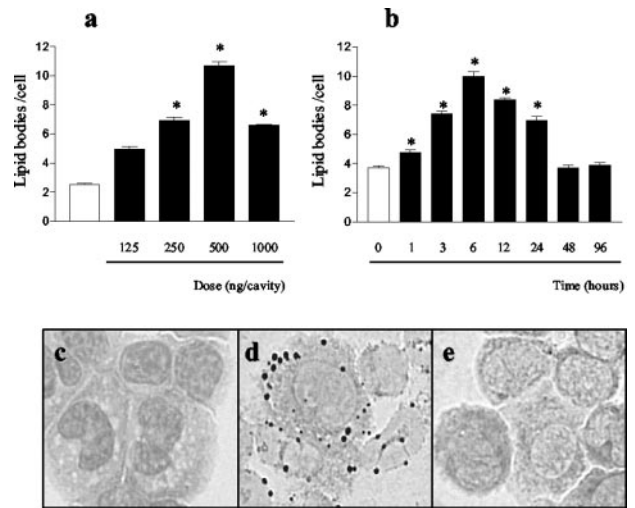 a
Lipid bodies /cell
12
10
8
6
4
2
0
*
*
*
125 250 500 1000
Dose (ng/cavity)
b
Lipid bodies /cell
12
10
8
6
4
2
0
*
*
*
*
*
0 1 3 6 12 24 48 96
Time (hours)
c d e